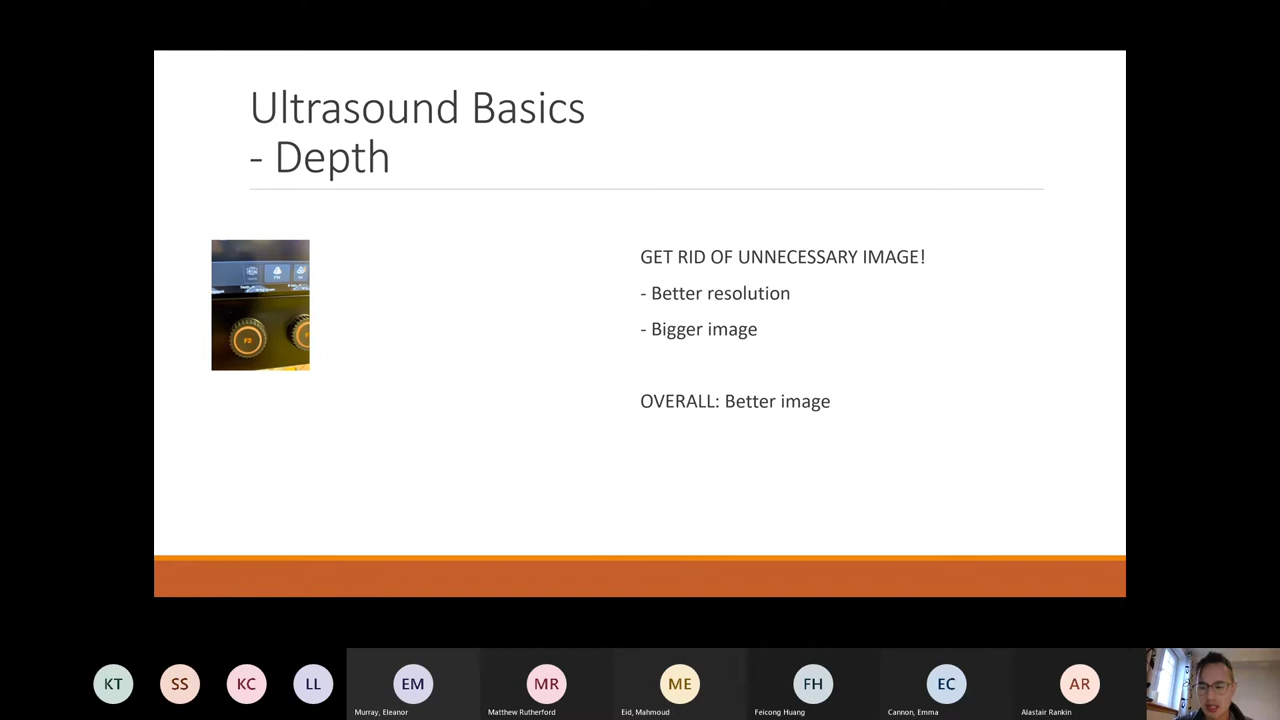 Ultrasound Basics
- Depth
GET RID OF UNNECESSARY IMAGE!
- Better resolution
- Bigger image
OVERALL: Better image
F2
KT
SS
KC
LL
EM
MR
ME
FH
EC
AR
Murray, Eleanor
Matthew Rutherford
Eid, Mahmoud
Feicong Huang
Cannon, Emma
Alastair Rankin